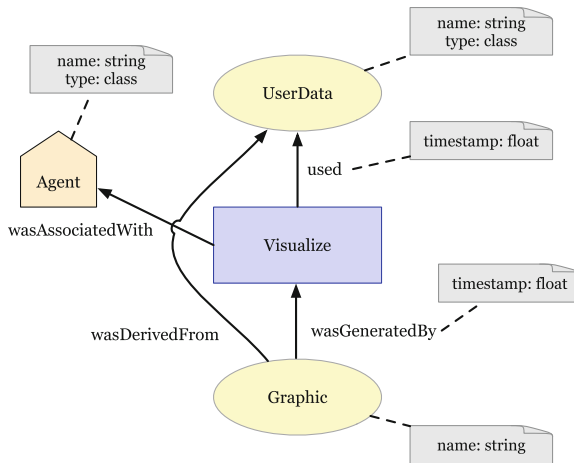 name: string
type: class
name: string
type: class
UserData
timestamp: float
used
Agent
wasAssociatedWith
Visualize
timestamp: float
wasDerivedFrom
wasGeneratedBy
Graphic
name: string